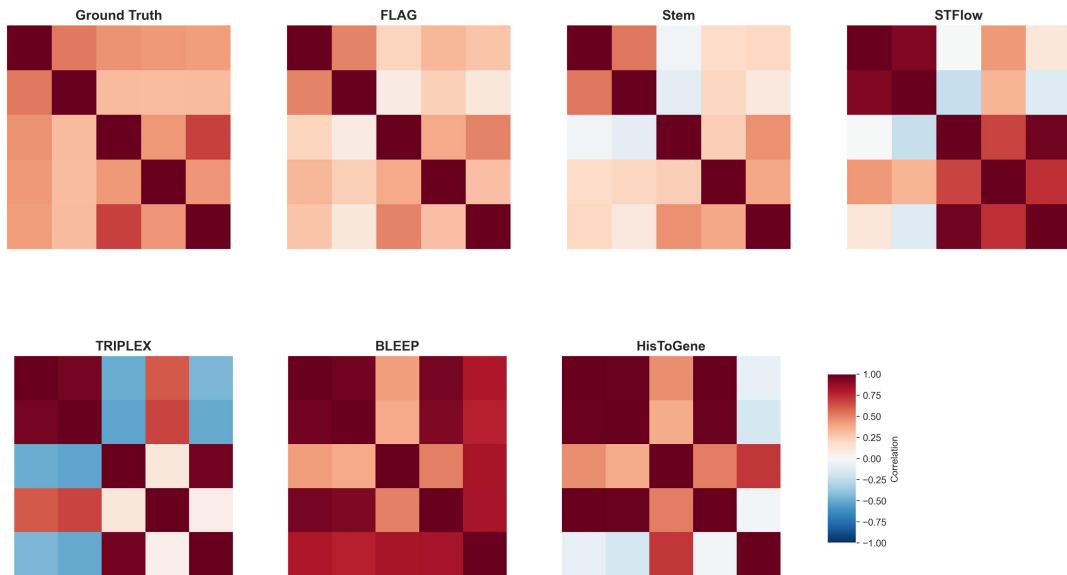 Ground Truth
FLAG
Stem
STFlow
TRIPLEX
BLEEP
HisToGene
1.00
0.75
0.50
0.25
0.00
−0.25
−0.50
−0.75
−1.00
Correlation